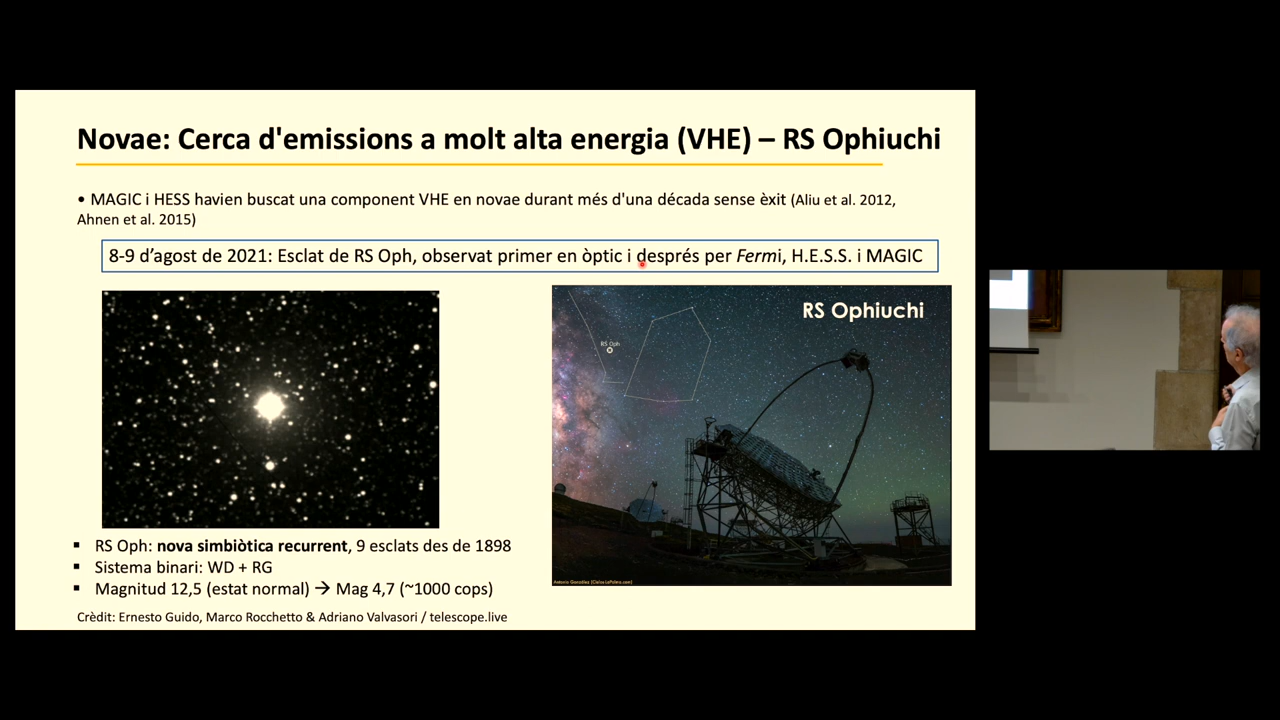 Novae: Cerca d'emissions a molt alta energia (VHE) – RS Ophiuchi
• MAGIC i HESS havien buscat una component VHE en novae durant més d'una década sense èxit (Aliu et al. 2012,
Ahnen et al. 2015)
8-9 d’agost de 2021: Esclat de RS Oph, observat primer en òptic i després per Fermi, H.E.S.S. i MAGIC
RS Ophiuchi
RS Oph
▪ RS Oph: nova simbiòtica recurrent, 9 esclats des de 1898
▪ Sistema binari: WD + RG
▪ Magnitud 12,5 (estat normal) → Mag 4,7 (~1000 cops)
Antonio González (CielosLaPalma.com)
Crèdit: Ernesto Guido, Marco Rocchetto & Adriano Valvasori / telescope.live